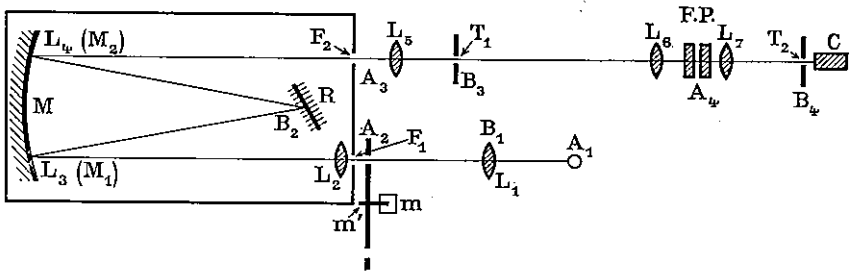 L₄ (M₂)
F₂
L₅
T₁
L₆
F.P.
L₇
T₂
C
A₃
B₃
A₄
B₄
M
R
B₂
A₂
F₁
B₁
A₁
L₃ (M₁)
L₂
L₁
m'
m